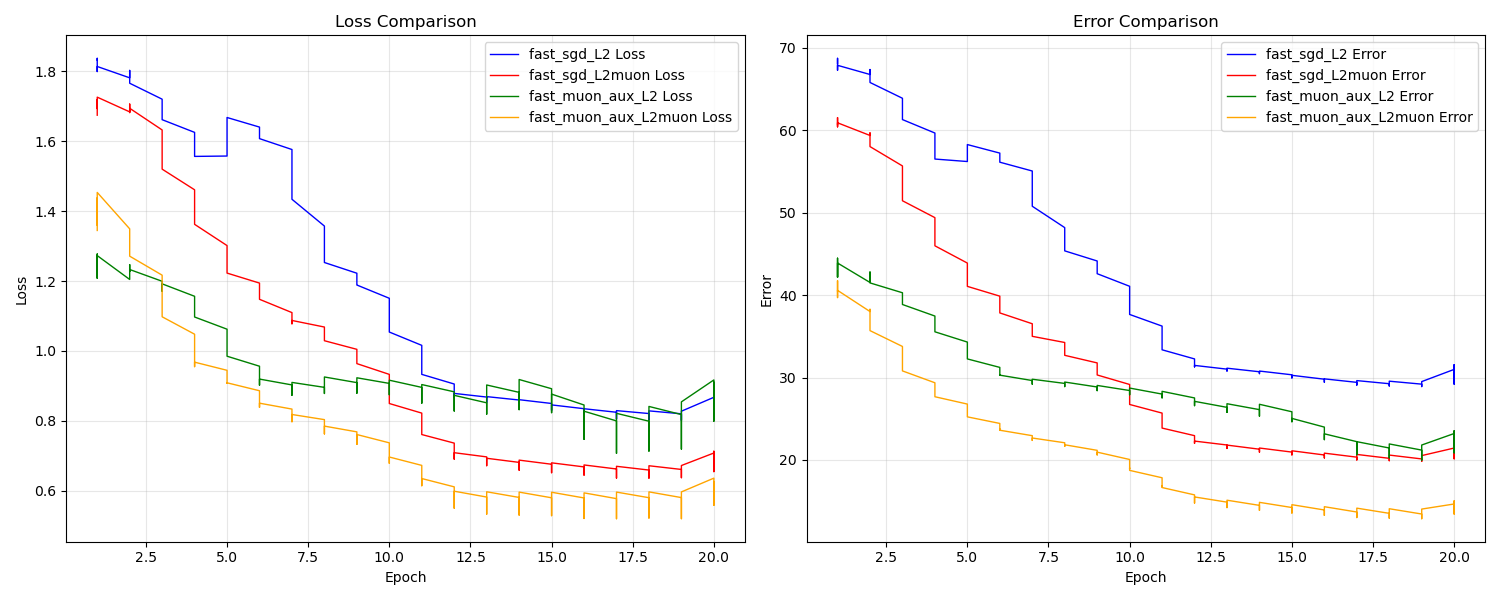 Loss Comparison
fast_sgd_L2 Loss
fast_sgd_L2muon Loss
fast_muon_aux_L2 Loss
fast_muon_aux_L2muon Loss
Loss
1.8
1.6
1.4
1.2
1.0
0.8
0.6
2.5 5.0 7.5 10.0 12.5 15.0 17.5 20.0
Epoch
Error Comparison
fast_sgd_L2 Error
fast_sgd_L2muon Error
fast_muon_aux_L2 Error
fast_muon_aux_L2muon Error
Error
70
60
50
40
30
20
2.5 5.0 7.5 10.0 12.5 15.0 17.5 20.0
Epoch